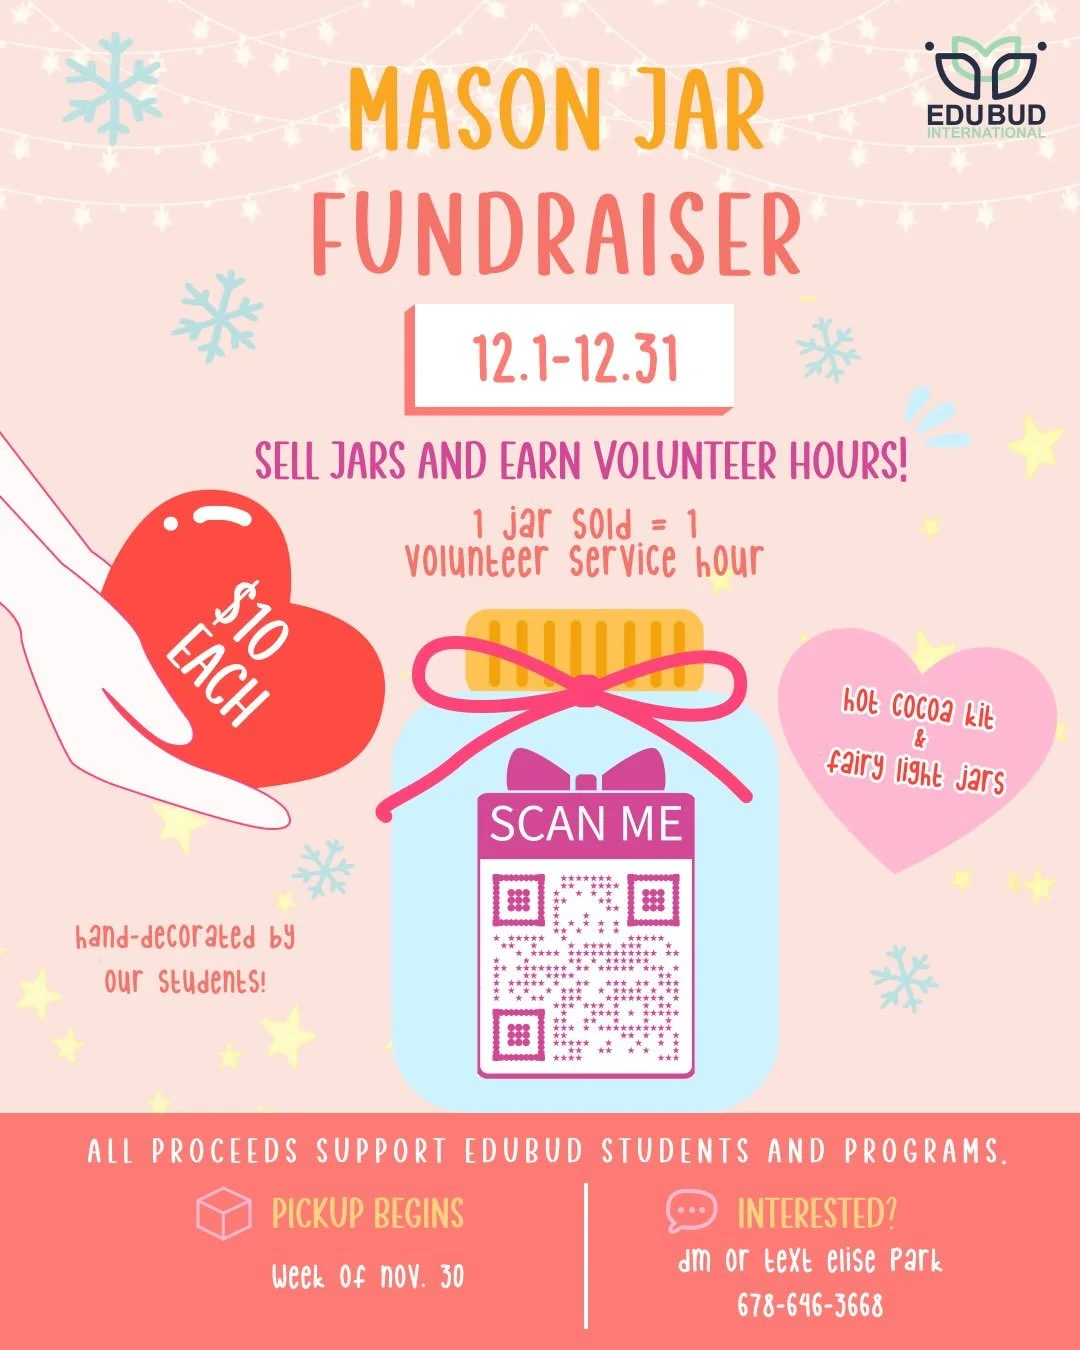 EDU BUD
INTERNATIONAL
MASON JAR
FUNDRAISER
12.1-12.31
SELL JARS AND EARN VOLUNTEER HOURS!
1 jar sold = 1
volunteer service hour
$10
EACH
hot cocoa kit
&
fairy light jars
SCAN ME
hand-decorated by
our students!
ALL PROCEEDS SUPPORT EDUBUD STUDENTS AND PROGRAMS.
PICKUP BEGINS
week of nov. 30
INTERESTED?
dm or text elise Park
678-646-3668